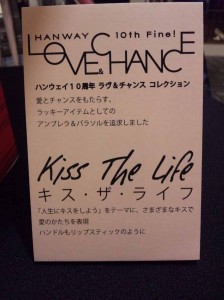 HANWAY 10th Fine!
LOVE & CHANCE
ハンウェイ10周年 ラヴ&チャンス コレクション
愛とチャンスをもたらす、
ラッキーアイテムとしての
アンブレラ&パラソルを追求しました
Kiss The Life
キス・ザ・ライフ
「人生にキスをしよう」をテーマに、さまざまなキスで
愛のかたちを表現
ハンドルもリップスティックのように